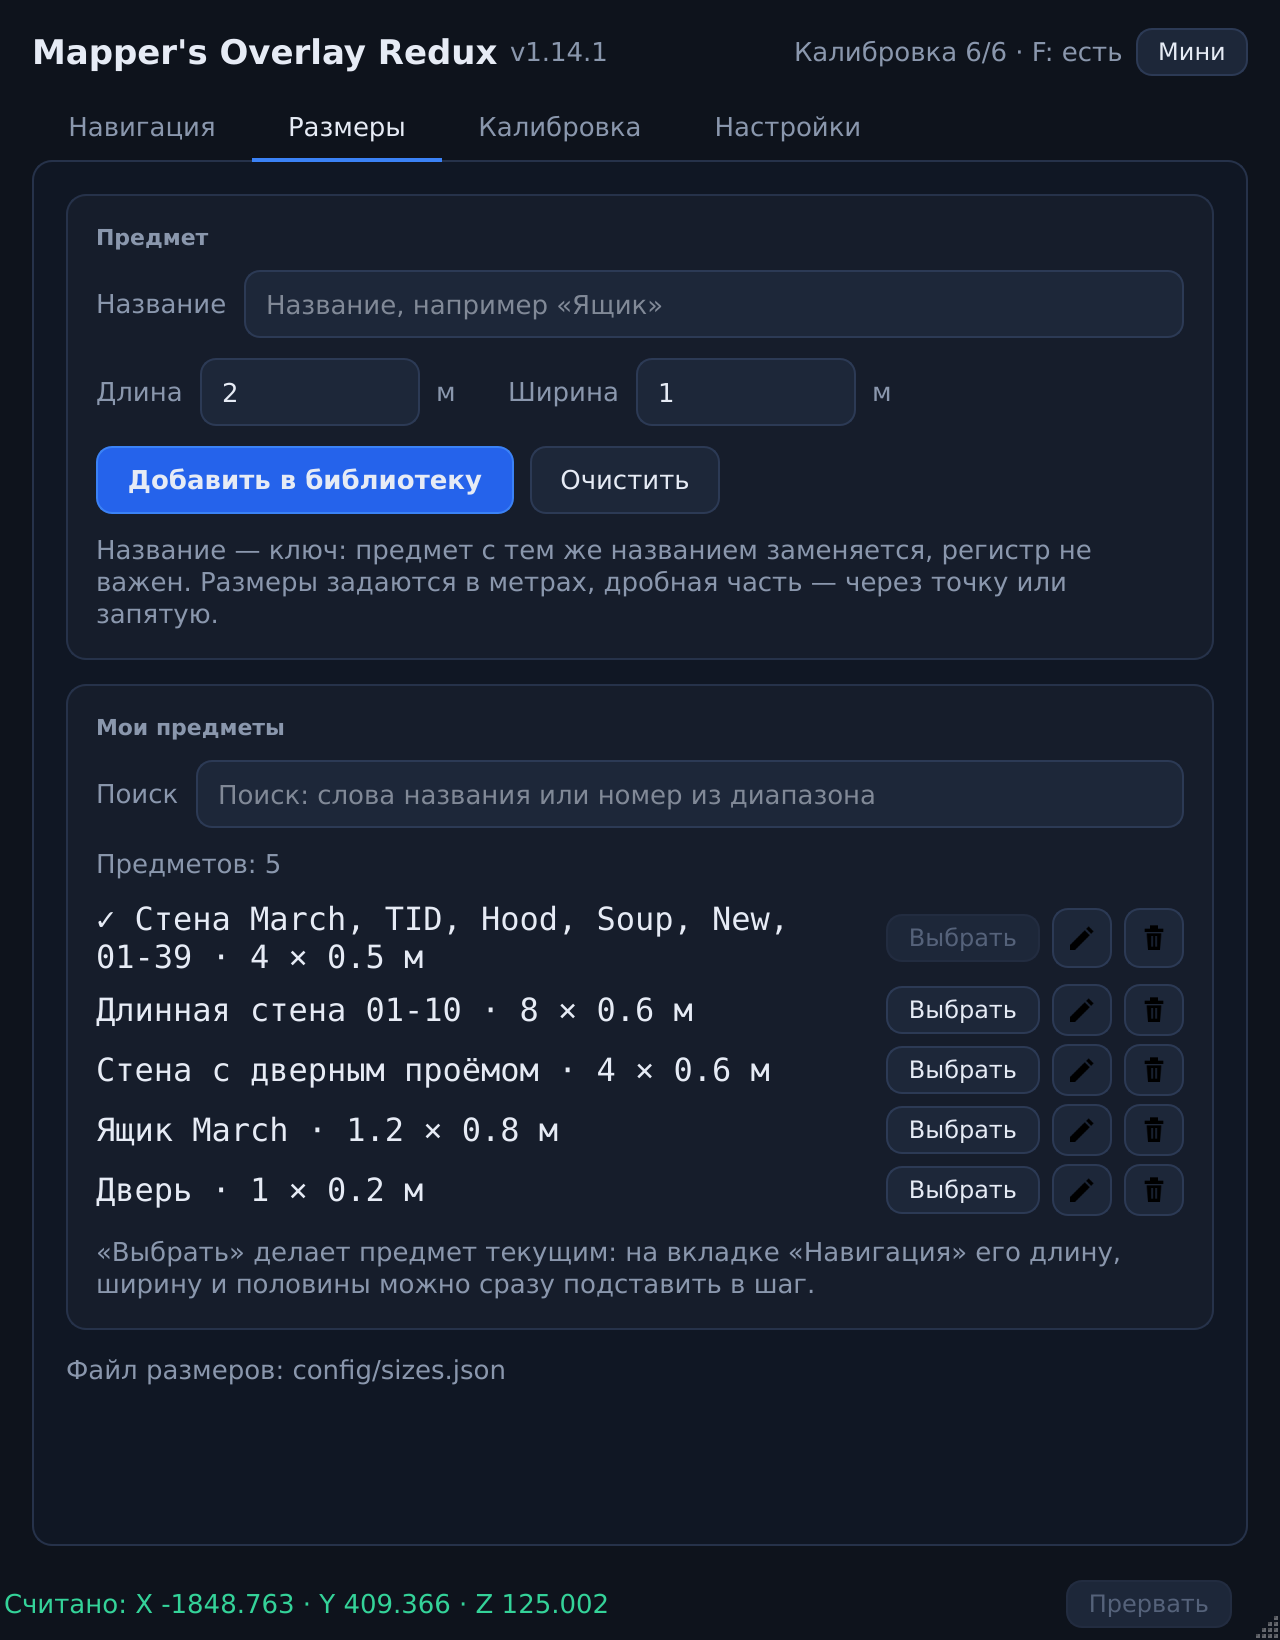 Mapper's Overlay Redux v1.14.1
Калибровка 6/6 · F: есть
Мини
Навигация
Размеры
Калибровка
Настройки
Предмет
Название
Название, например «Ящик»
Длина
2
м
Ширина
1
м
Добавить в библиотеку
Очистить
Название — ключ: предмет с тем же названием заменяется, регистр не
важен. Размеры задаются в метрах, дробная часть — через точку или
запятую.
Мои предметы
Поиск
Поиск: слова названия или номер из диапазона
Предметов: 5
✓ Стена March, TID, Hood, Soup, New,
01-39 · 4 × 0.5 м
Выбрать
Длинная стена 01-10 · 8 × 0.6 м
Выбрать
Стена с дверным проёмом · 4 × 0.6 м
Выбрать
Ящик March · 1.2 × 0.8 м
Выбрать
Дверь · 1 × 0.2 м
Выбрать
«Выбрать» делает предмет текущим: на вкладке «Навигация» его длину,
ширину и половины можно сразу подставить в шаг.
Файл размеров: config/sizes.json
Считано: X -1848.763 · Y 409.366 · Z 125.002
Прервать